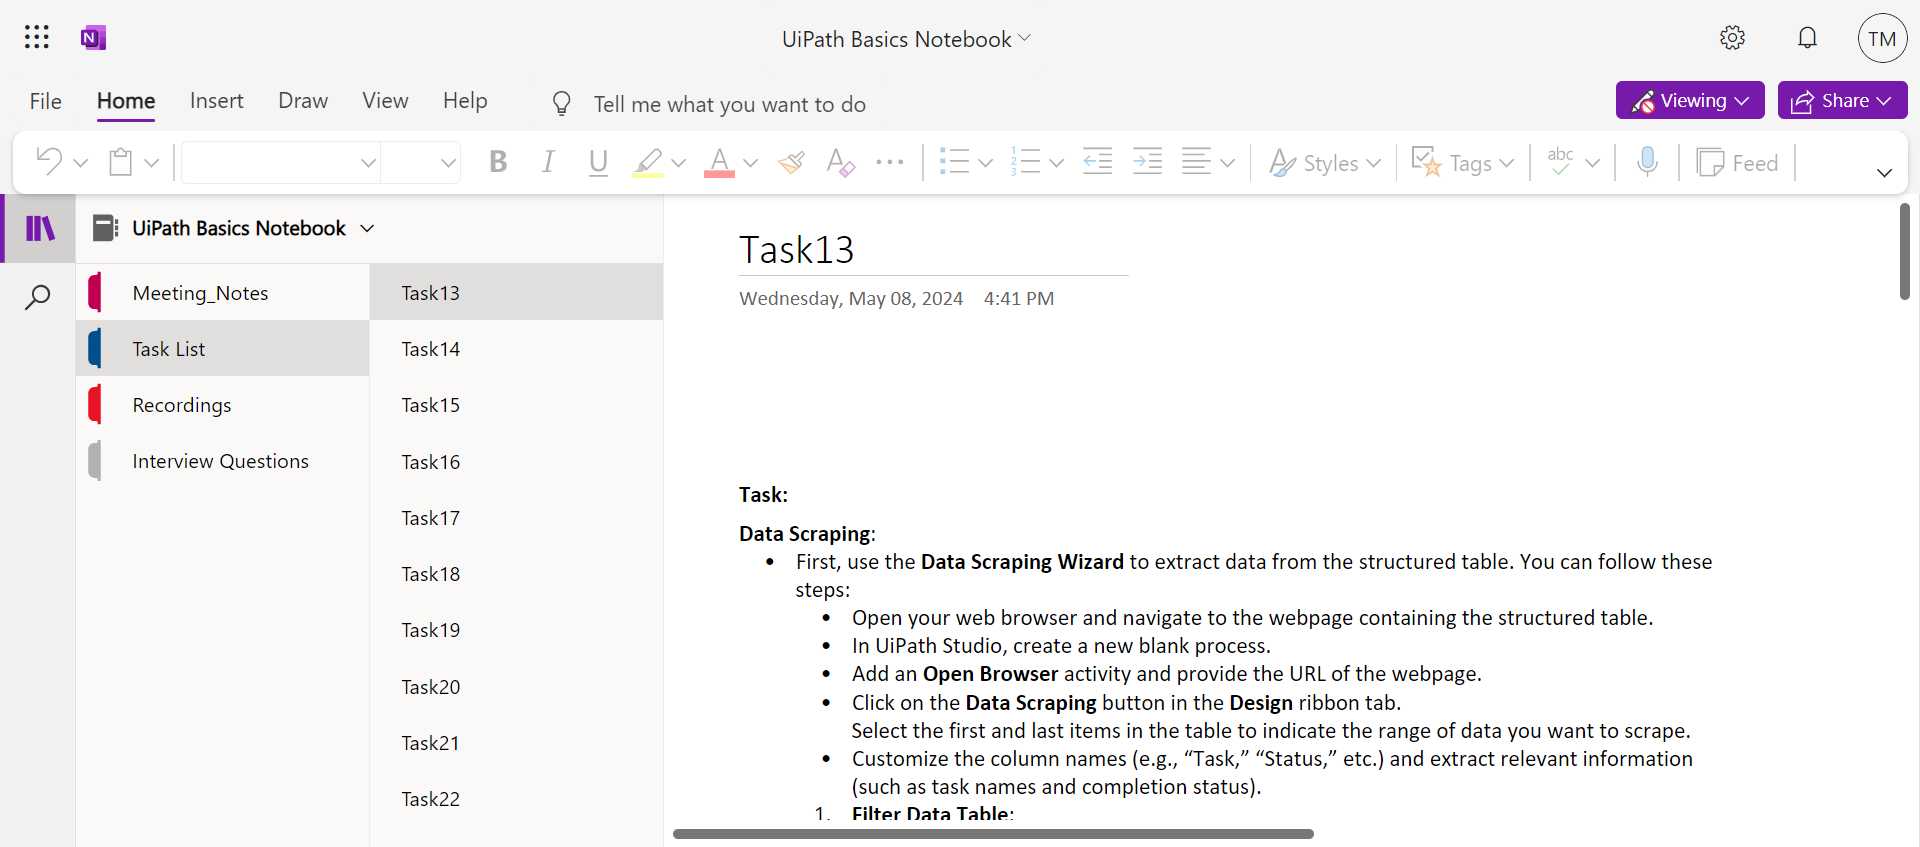 N
UiPath Basics Notebook
TM
File Home Insert Draw View Help Tell me what you want to do
Viewing Share
B I U A A Styles Tags abc Feed
1
2
3
UiPath Basics Notebook
Meeting_Notes
Task List
Recordings
Interview Questions
Task13
Task14
Task15
Task16
Task17
Task18
Task19
Task20
Task21
Task22
Task13
Wednesday, May 08, 2024 4:41 PM
Task:
Data Scraping:
• First, use the Data Scraping Wizard to extract data from the structured table. You can follow these
steps:
• Open your web browser and navigate to the webpage containing the structured table.
• In UiPath Studio, create a new blank process.
• Add an Open Browser activity and provide the URL of the webpage.
• Click on the Data Scraping button in the Design ribbon tab.
Select the first and last items in the table to indicate the range of data you want to scrape.
• Customize the column names (e.g., “Task,” “Status,” etc.) and extract relevant information
(such as task names and completion status).
1. Filter Data Table: